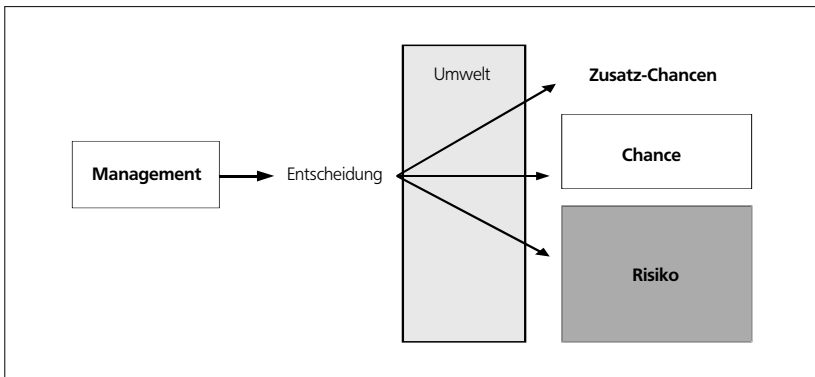 Umwelt
Zusatz-Chancen
Management
Entscheidung
Chance
Risiko